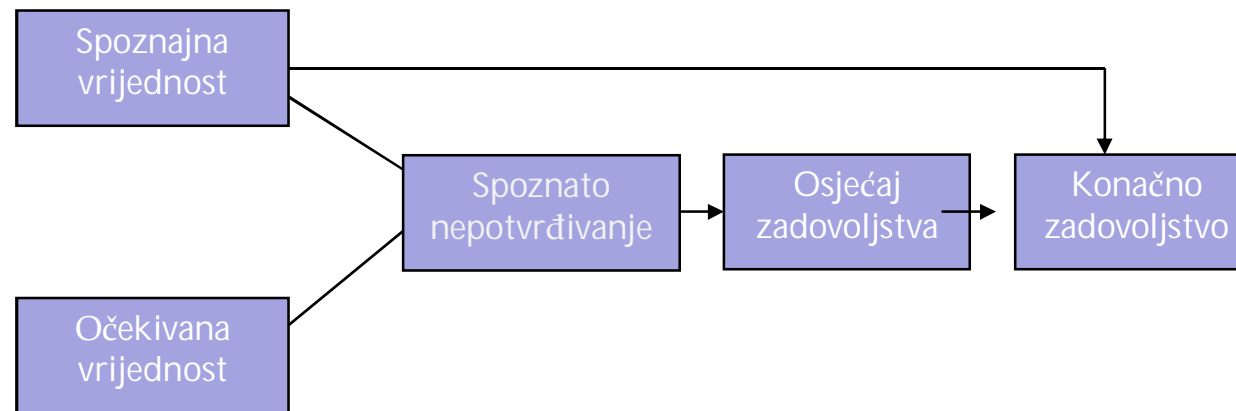 Spoznajna
vrijednost
Spoznato
nepotvrđivanje
Osjećaj
zadovoljstva
Konačno
zadovoljstvo
Očekivana
vrijednost